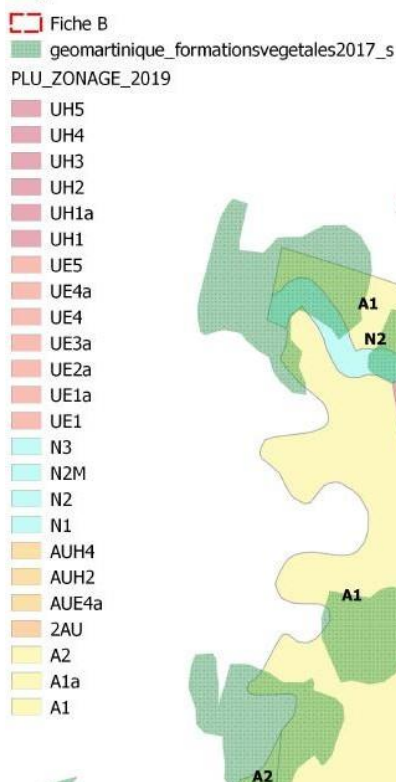 Fiche B
geomartinique_formationsvegetales2017_s
PLU_ZONAGE_2019
UH5
UH4
UH3
UH2
UH1a
UH1
UE5
UE4a
UE4
UE3a
UE2a
UE1a
UE1
N3
N2M
N2
N1
AUH4
AUH2
AUE4a
2AU
A2
A1a
A1
A1
N2
A1
A2